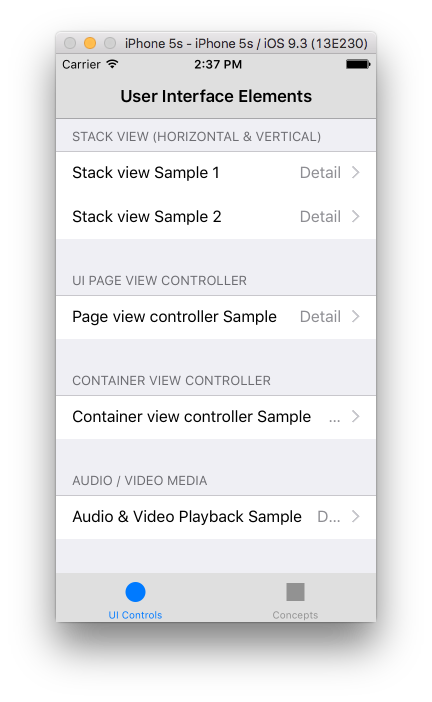 iPhone 5s - iPhone 5s / iOS 9.3 (13E230)
Carrier 2:37 PM
User Interface Elements
STACK VIEW (HORIZONTAL & VERTICAL)
Stack view Sample 1 Detail
Stack view Sample 2 Detail
UI PAGE VIEW CONTROLLER
Page view controller Sample Detail
CONTAINER VIEW CONTROLLER
Container view controller Sample ...
AUDIO / VIDEO MEDIA
Audio & Video Playback Sample D...
UI Controls Concepts